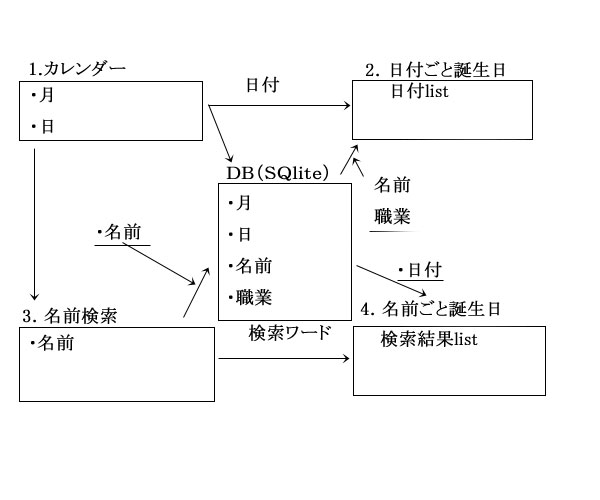 1.カレンダー
・月
・日
日付
2. 日付ごと誕生日
日付list
DB(SQlite)
・月
・日
・名前
・職業
名前
職業
・名前
・日付
3. 名前検索
・名前
検索ワード
4. 名前ごと誕生日
検索結果list